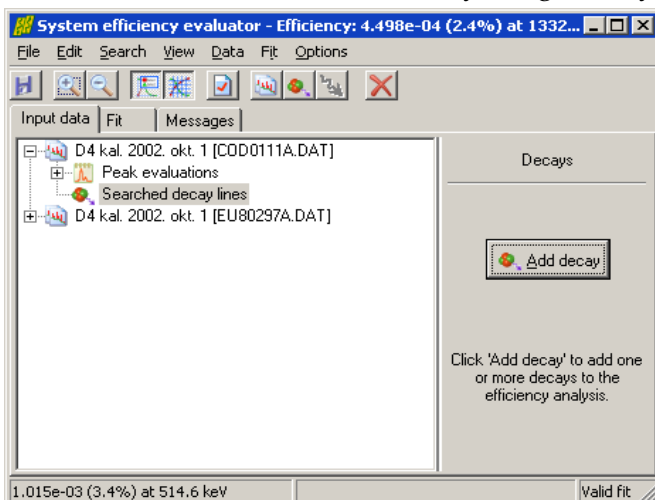 System efficiency evaluator - Efficiency: 4.498e-04 (2.4%) at 1332...
File Edit Search View Data Fit Options
Input data Fit Messages
D4 kal. 2002. okt. 1 [COD0111A.DAT]
Peak evaluations
Searched decay lines
D4 kal. 2002. okt. 1 [EU80297A.DAT]
Decays
Add decay
Click 'Add decay' to add one
or more decays to the
efficiency analysis.
1.015e-03 (3.4%) at 514.6 keV Valid fit